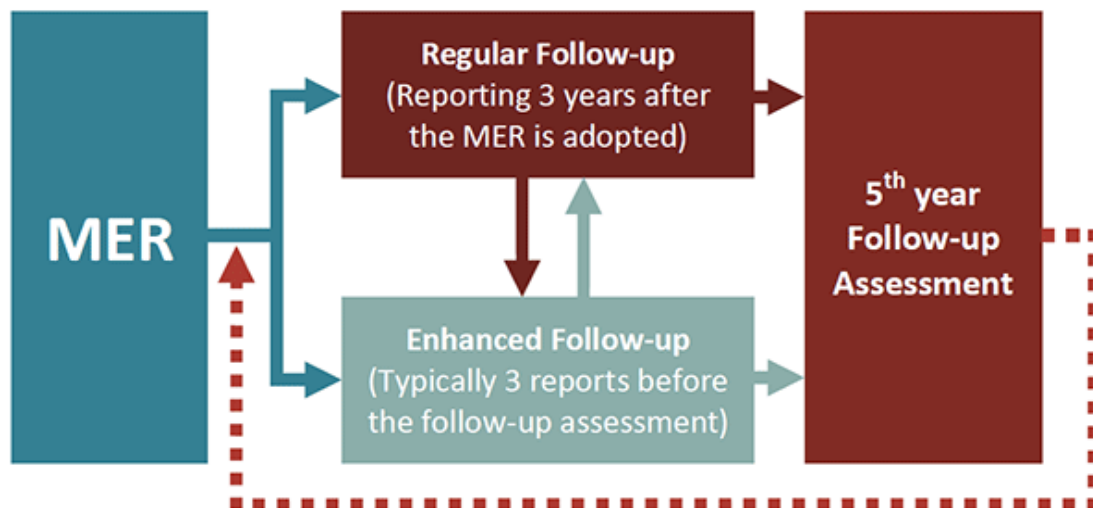 MER
Regular Follow-up
(Reporting 3 years after
the MER is adopted)
Enhanced Follow-up
(Typically 3 reports before
the follow-up assessment)
5th year
Follow-up
Assessment